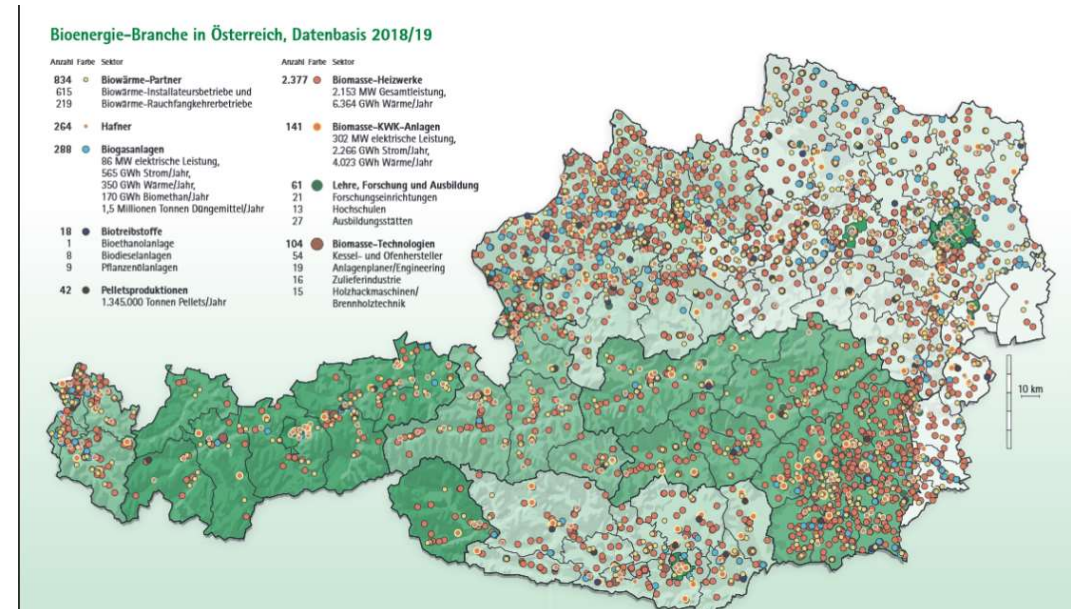 Bioenergie-Branche in Österreich, Datenbasis 2018/19
Anzahl Farbe Sektor
834 Biowärme-Partner
615 Biowärme-Installateursbetriebe und
219 Biowärme-Rauchfangkehrerbetriebe
264 Hafner
288 Biogasanlagen
86 MW elektrische Leistung,
565 GWh Strom/Jahr,
350 GWh Wärme/Jahr,
170 GWh Biomethan/Jahr
1,5 Millionen Tonnen Düngemittel/Jahr
18 Biotreibstoffe
1 Bioethanolanlage
8 Biodieselanlagen
9 Pflanzenölanlagen
42 Pelletsproduktionen
1.345.000 Tonnen Pellets/Jahr
Anzahl Farbe Sektor
2.377 Biomasse-Heizwerke
2.153 MW Gesamtleistung,
6.364 GWh Wärme/Jahr
141 Biomasse-KWK-Anlagen
302 MW elektrische Leistung,
2.266 GWh Strom/Jahr,
4.023 GWh Wärme/Jahr
61 Lehre, Forschung und Ausbildung
21 Forschungseinrichtungen
13 Hochschulen
27 Ausbildungsstätten
104 Biomasse-Technologien
54 Kessel- und Ofenhersteller
19 Anlagenplaner/Engineering
16 Zulieferindustrie
15 Holzhackmaschinen/
Brennholztechnik
10 km